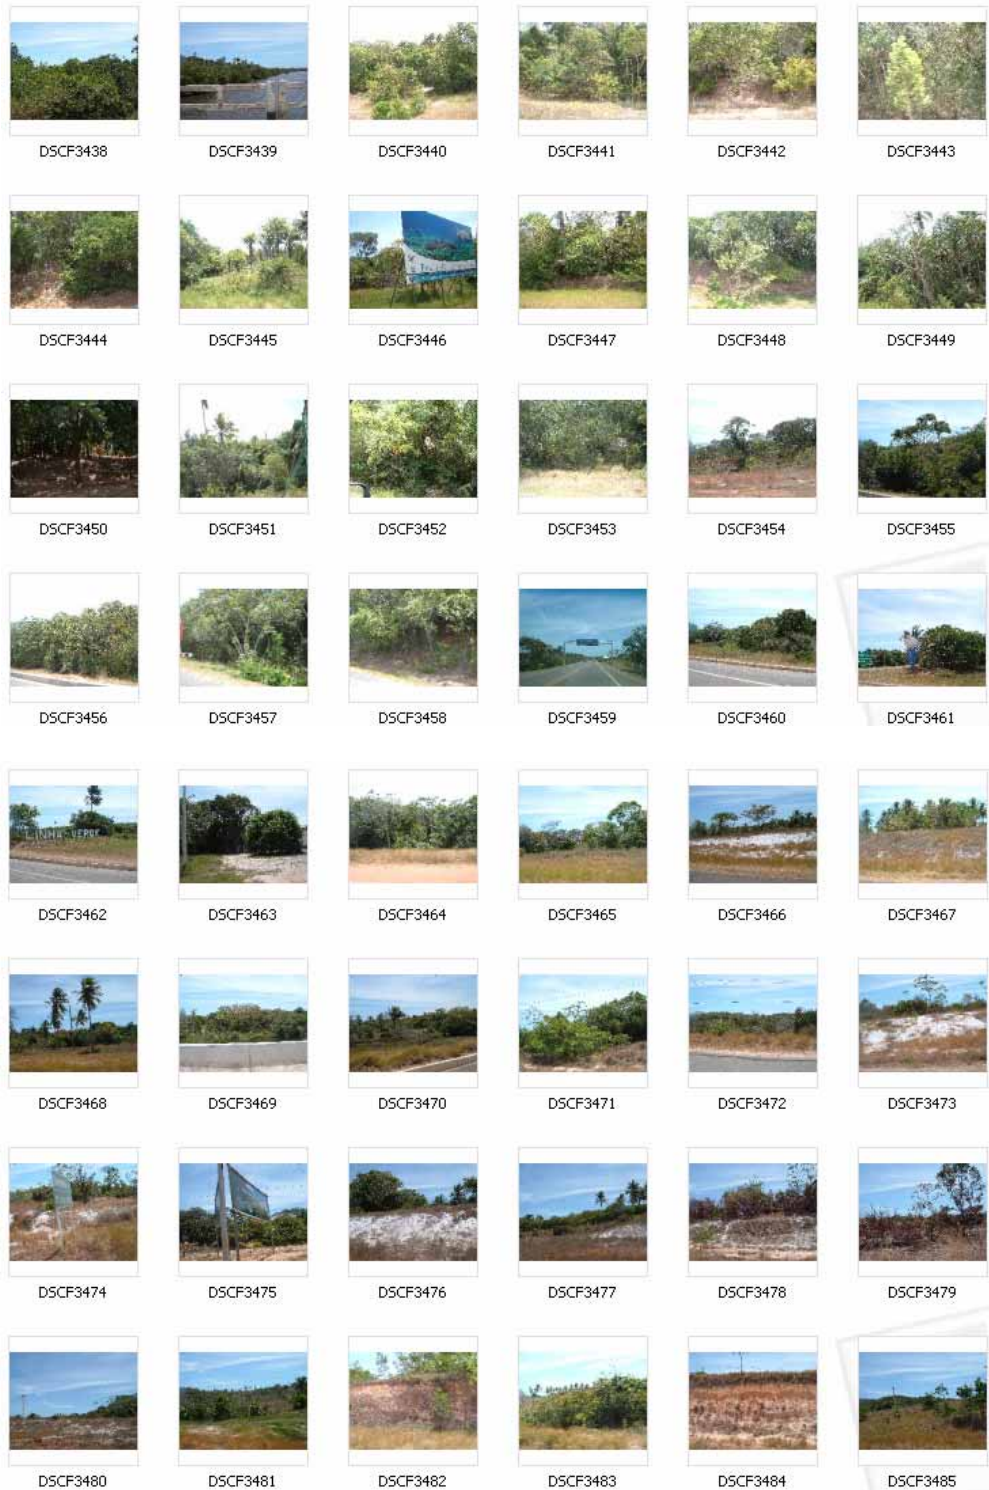 DSCF3438 DSCF3439 DSCF3440 DSCF3441 DSCF3442 DSCF3443
DSCF3444 DSCF3445 DSCF3446 DSCF3447 DSCF3448 DSCF3449
DSCF3450 DSCF3451 DSCF3452 DSCF3453 DSCF3454 DSCF3455
DSCF3456 DSCF3457 DSCF3458 DSCF3459 DSCF3460 DSCF3461
LINHA VERDE
DSCF3462 DSCF3463 DSCF3464 DSCF3465 DSCF3466 DSCF3467
DSCF3468 DSCF3469 DSCF3470 DSCF3471 DSCF3472 DSCF3473
DSCF3474 DSCF3475 DSCF3476 DSCF3477 DSCF3478 DSCF3479
DSCF3480 DSCF3481 DSCF3482 DSCF3483 DSCF3484 DSCF3485